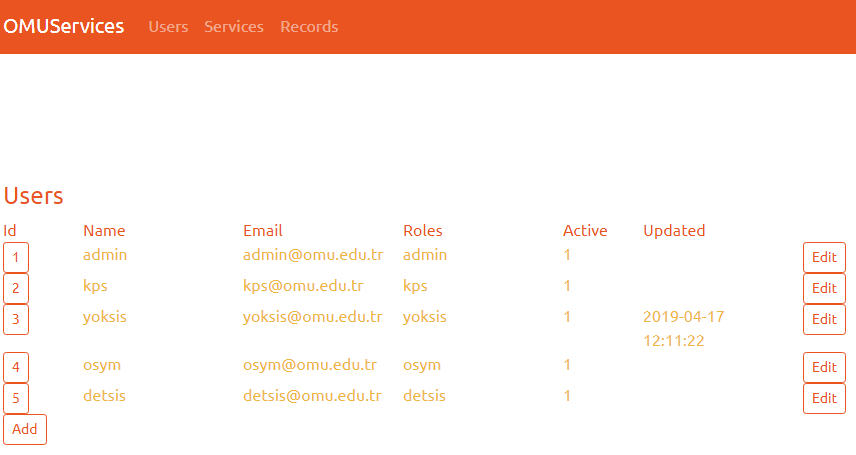 OMUServices Users Services Records
Users
Id Name Email Roles Active Updated
1 admin admin@omu.edu.tr admin 1 Edit
2 kps kps@omu.edu.tr kps 1 Edit
3 yoksis yoksis@omu.edu.tr yoksis 1 2019-04-17 Edit
12:11:22
4 osym osym@omu.edu.tr osym 1 Edit
5 detsis detsis@omu.edu.tr detsis 1 Edit
Add